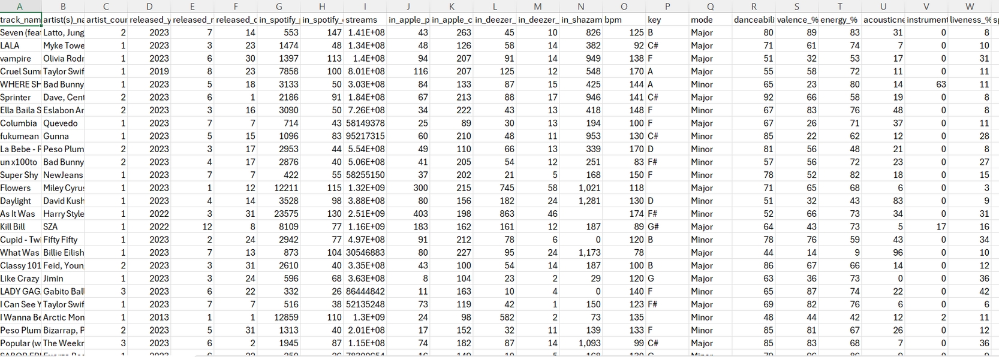 A B C D E F G H I J K L M N O P Q R S T U V W
track_nam artist(s)_na artist_cour released_y released_r released_c in_spotify_ in_spotify_ streams in_apple_p in_apple_c in_deezer_ in_deezer_ in_shazam bpm key mode danceabili valence_% energy_% acousticne instrument liveness_% sp
Seven (feat Latto, Jung 2 2023 7 14 553 147 1.41E+08 43 263 45 10 826 125 B Major 80 89 83 31 0 8
LALA Myke Towe 1 2023 3 23 1474 48 1.34E+08 48 126 58 14 382 92 C# Major 71 61 74 7 0 10
vampire Olivia Rodr 1 2023 6 30 1397 113 1.4E+08 94 207 91 14 949 138 F Major 51 32 53 17 0 31
Cruel Sum Taylor Swif 1 2019 8 23 7858 100 8.01E+08 116 207 125 12 548 170 A Major 55 58 72 11 0 11
WHERE SH Bad Bunny 1 2023 5 18 3133 50 3.03E+08 84 133 87 15 425 144 A Minor 65 23 80 14 63 11
Sprinter Dave, Cent 2 2023 6 1 2186 91 1.84E+08 67 213 88 17 946 141 C# Major 92 66 58 19 0 8
Ella Baila S Eslabon Ar 2 2023 3 16 3090 50 7.26E+08 34 222 43 13 418 148 F Minor 67 83 76 48 0 8
Columbia Quevedo 1 2023 7 7 714 43 58149378 25 89 30 13 194 100 F Major 67 26 71 37 0 11
fukumean Gunna 1 2023 5 15 1096 83 95217315 60 210 48 11 953 130 C# Minor 85 22 62 12 0 28
La Bebe - F Peso Plum 2 2023 3 17 2953 44 5.54E+08 49 110 66 13 339 170 D Minor 81 56 48 21 0 8
un x100to Bad Bunny 2 2023 4 17 2876 40 5.06E+08 41 205 54 12 251 83 F# Minor 57 56 72 23 0 27
Super Shy NewJeans 1 2023 7 7 422 55 58255150 37 202 21 5 168 150 F Minor 78 52 82 18 0 15
Flowers Miley Cyrus 1 2023 1 12 12211 115 1.32E+09 300 215 745 58 1,021 118 Major 71 65 68 6 0 3
Daylight David Kush 1 2023 4 14 3528 98 3.88E+08 80 156 182 24 1,281 130 D Minor 51 32 43 83 0 9
As It Was Harry Style 1 2022 3 31 23575 130 2.51E+09 403 198 863 46 174 F# Minor 52 66 73 34 0 31
Kill Bill SZA 1 2022 12 8 8109 77 1.16E+09 183 162 161 12 187 89 G# Major 64 43 73 5 17 16
Cupid - Twi Fifty Fifty 1 2023 2 24 2942 77 4.97E+08 91 212 78 6 0 120 B Minor 78 76 59 43 0 34
What Was Billie Eilish 1 2023 7 13 873 104 30546883 80 227 95 24 1,173 78 Major 44 14 9 96 0 10
Classy 101 Feid, Youn 2 2023 3 31 2610 40 3.35E+08 43 100 54 14 187 100 B Major 86 67 66 14 0 12
Like Crazy Jimin 1 2023 3 24 596 68 3.63E+08 8 104 23 2 29 120 G Major 63 36 73 0 0 36
LADY GAG Gabito Ball 3 2023 6 22 332 26 86444842 11 163 10 4 0 140 F Minor 65 87 74 22 0 42
I Can See Y Taylor Swif 1 2023 7 7 516 38 52135248 73 119 42 1 150 123 F# Major 69 82 76 6 0 6
I Wanna Be Arctic Mon 1 2013 1 1 12859 110 1.3E+09 24 98 582 2 73 135 Minor 48 44 42 12 2 11
Peso Plum Bizarrap, P 2 2023 5 31 1313 40 2.01E+08 17 152 32 11 139 133 F Minor 85 81 67 26 0 12
Popular (w The Weekr 3 2023 6 2 1945 87 1.15E+08 74 182 87 14 1,093 99 C# Major 85 83 68 7 0 36